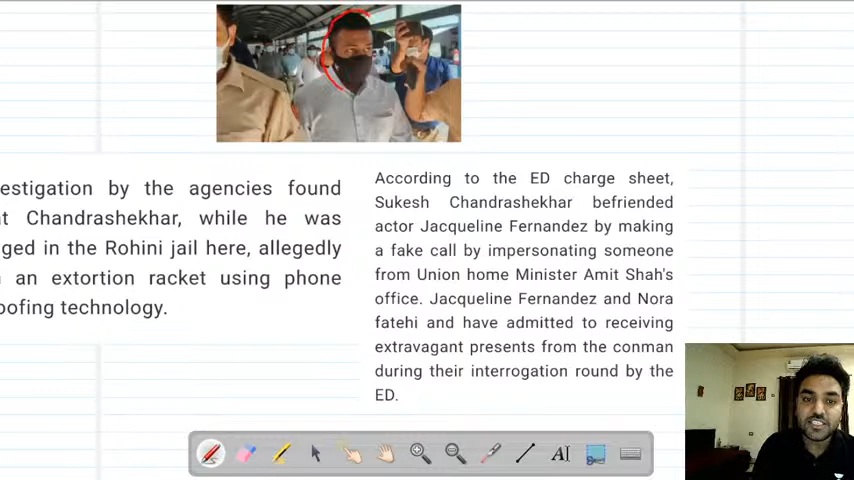 estigation by the agencies found
t Chandrashekhar, while he was
ged in the Rohini jail here, allegedly
an extortion racket using phone
oofing technology.
According to the ED charge sheet,
Sukesh Chandrashekhar befriended
actor Jacqueline Fernandez by making
a fake call by impersonating someone
from Union home Minister Amit Shah's
office. Jacqueline Fernandez and Nora
fatehi and have admitted to receiving
extravagant presents from the conman
during their interrogation round by the
ED.
AI